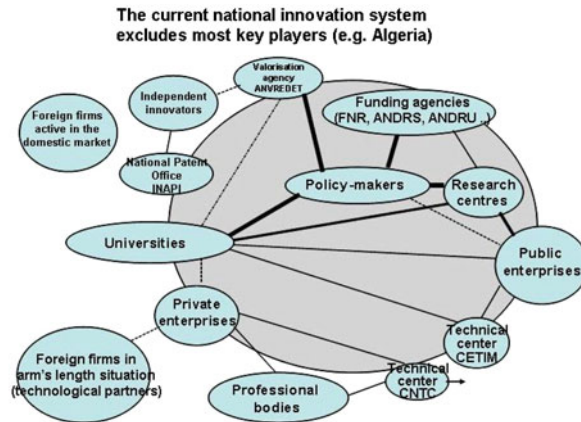 The current national innovation system
excludes most key players (e.g. Algeria)
Valorisation
agency
ANVREDET
Independent
innovators
Funding agencies
(FNR, ANDRS, ANDRU ..)
Foreign firms
active in the
domestic market
National Patent
Office
INAPI
Policy-makers
Research
centres
Universities
Public
enterprises
Private
enterprises
Technical
center
CETIM
Foreign firms in
arm's length situation
(technological partners)
Technical
center
CNTC
Professional
bodies